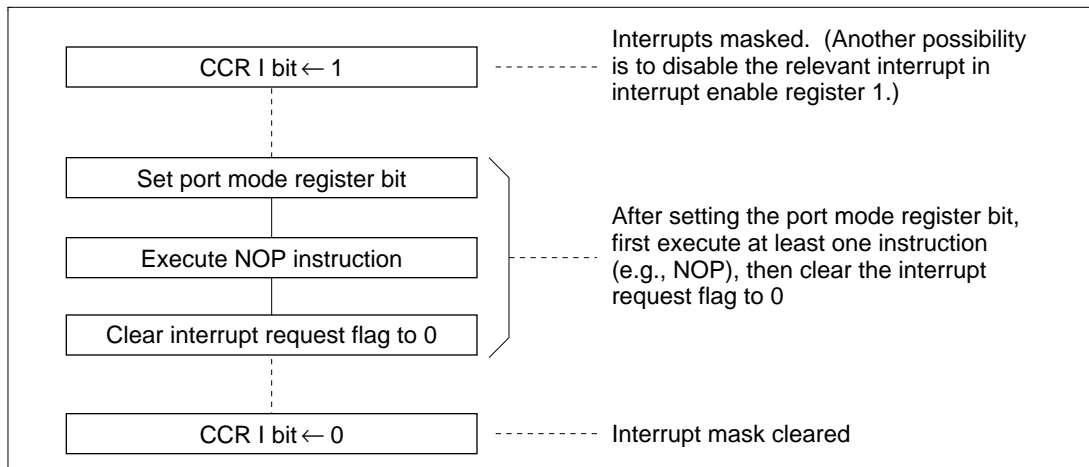 CCR I bit ← 1
Interrupts masked. (Another possibility
is to disable the relevant interrupt in
interrupt enable register 1.)
Set port mode register bit
Execute NOP instruction
Clear interrupt request flag to 0
After setting the port mode register bit,
first execute at least one instruction
(e.g., NOP), then clear the interrupt
request flag to 0
CCR I bit ← 0
Interrupt mask cleared